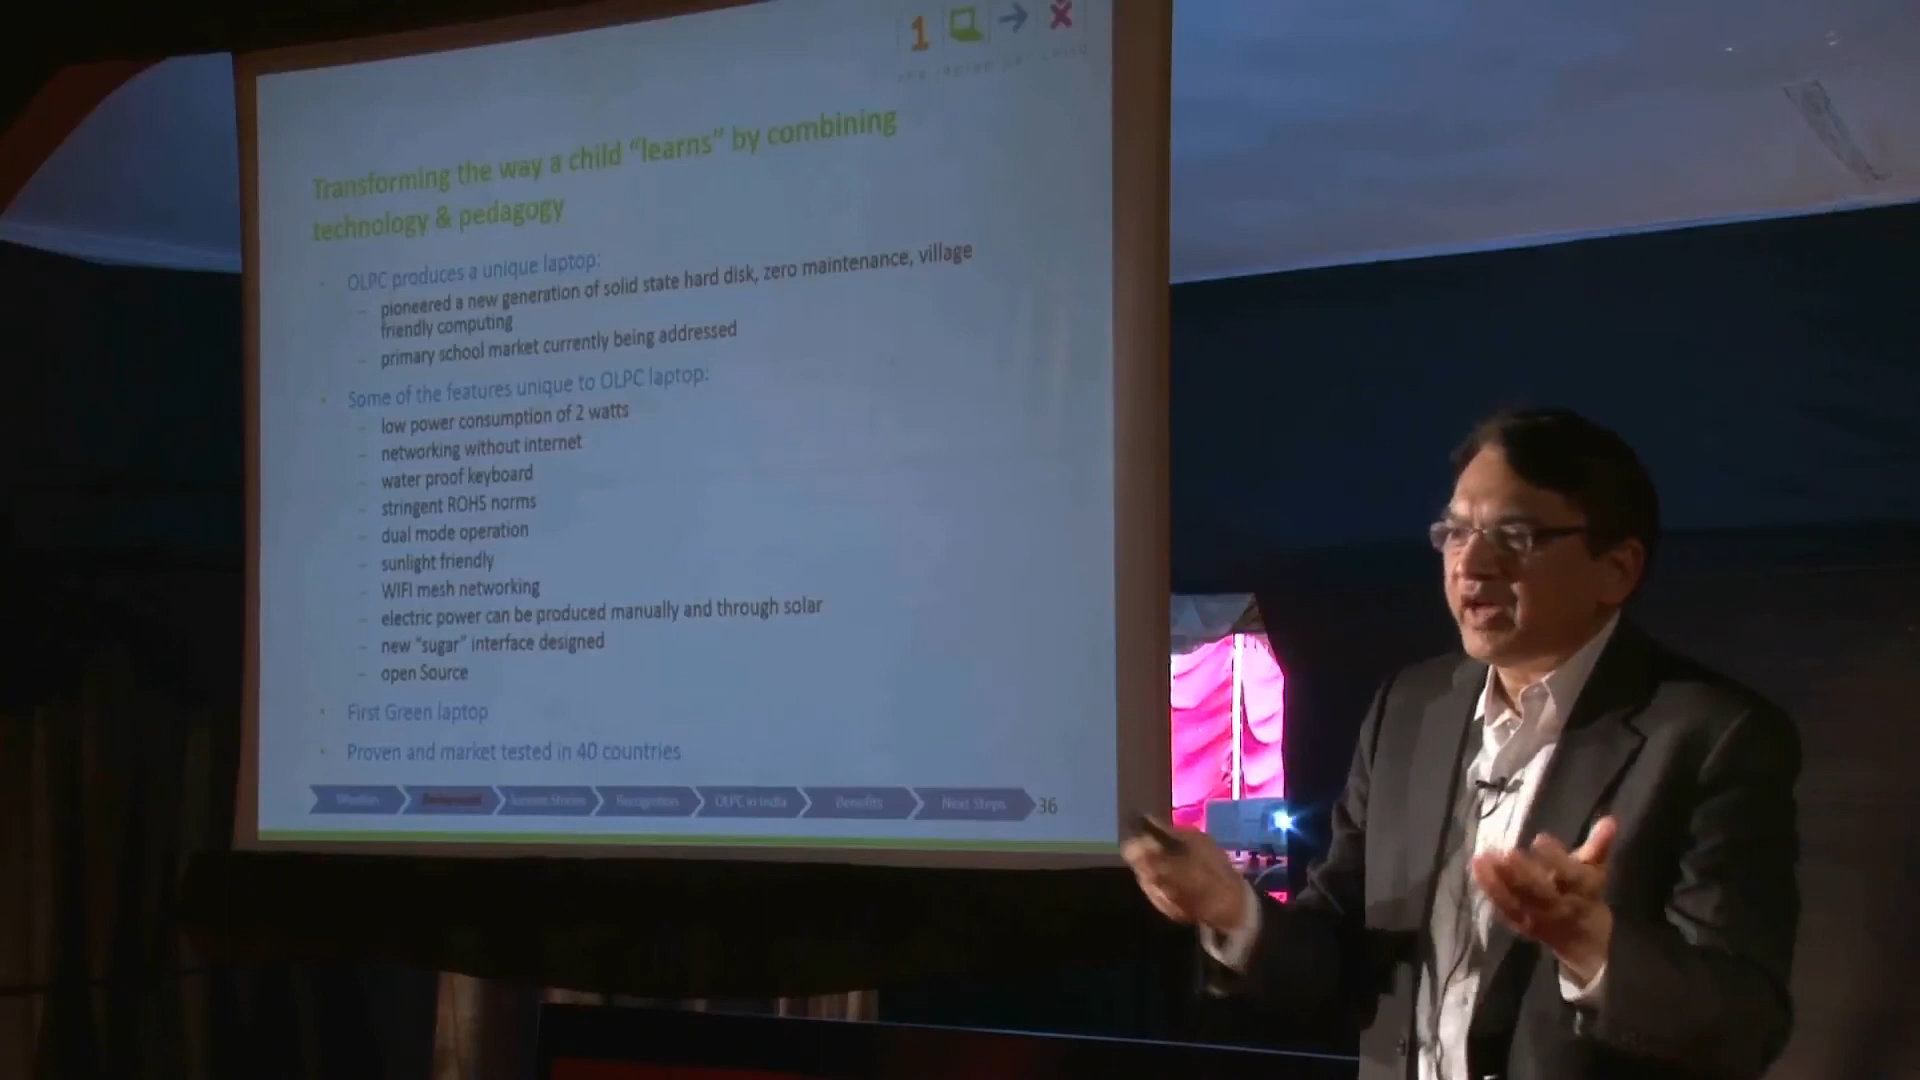 1
one laptop per child
Transforming the way a child “learns” by combining
technology & pedagogy
OLPC produces a unique laptop:
– pioneered a new generation of solid state hard disk, zero maintenance, village
friendly computing
– primary school market currently being addressed
Some of the features unique to OLPC laptop:
– low power consumption of 2 watts
– networking without internet
– water proof keyboard
– stringent ROHS norms
– dual mode operation
– sunlight friendly
– WIFI mesh networking
– electric power can be produced manually and through solar
– new “sugar” interface designed
– open Source
First Green laptop
Proven and market tested in 40 countries
Success Stories Recognition OLPC in India Benefits Next Steps 36